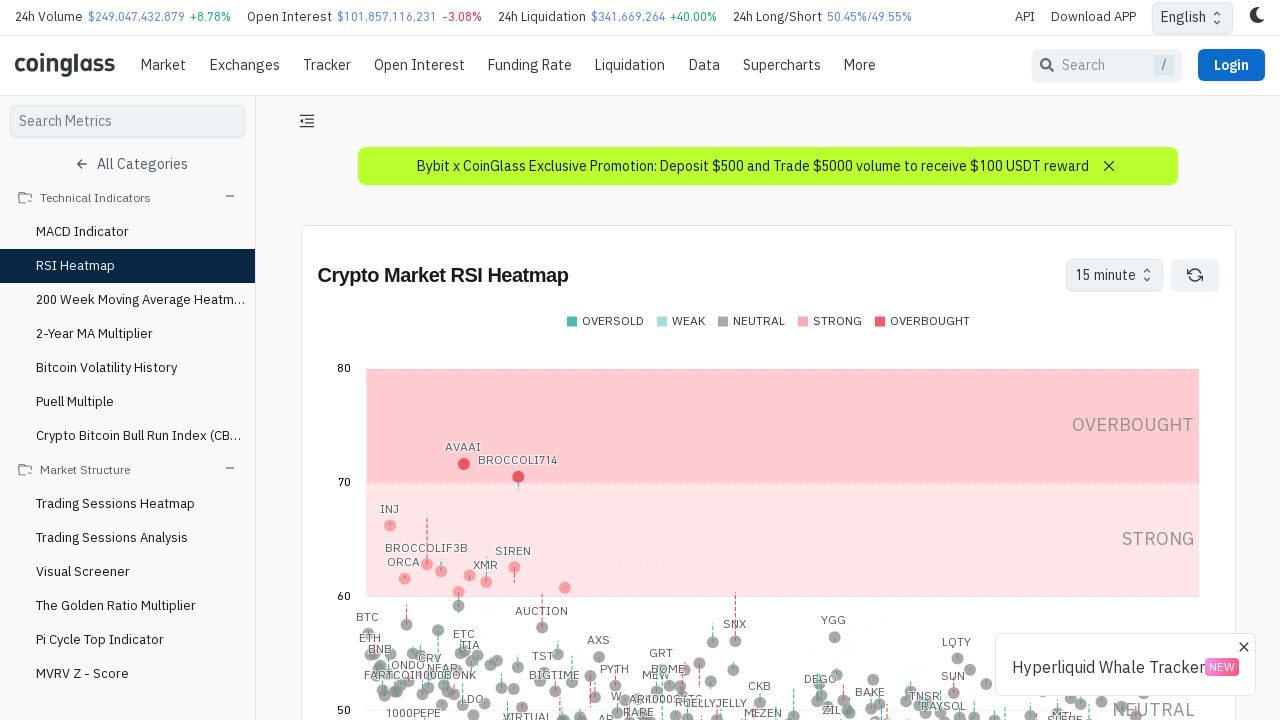 24h Volume $249,047,432,879 +8.78% Open Interest $101,857,116,231 -3.08% 24h Liquidation $341,669,264 +40.00% 24h Long/Short 50.45%/49.55% API Download APP English
coinglass Market Exchanges Tracker Open Interest Funding Rate Liquidation Data Supercharts More Search / Login
Search Metrics
All Categories
Technical Indicators
MACD Indicator
RSI Heatmap
200 Week Moving Average Heatm...
2-Year MA Multiplier
Bitcoin Volatility History
Puell Multiple
Crypto Bitcoin Bull Run Index (CB...
Market Structure
Trading Sessions Heatmap
Trading Sessions Analysis
Visual Screener
The Golden Ratio Multiplier
Pi Cycle Top Indicator
MVRV Z - Score
Bybit x CoinGlass Exclusive Promotion: Deposit $500 and Trade $5000 volume to receive $100 USDT reward
Crypto Market RSI Heatmap
15 minute
OVERSOLD WEAK NEUTRAL STRONG OVERBOUGHT
80
OVERBOUGHT
AVAAI
BROCCOLI714
70
INJ
STRONG
BROCCOLIF3B SIREN
ORCA XMR
60
AUCTION
BTC SNX YGG
ETH ETC AXS LQTY
BNB TIA GRT
CRV TST
NEAR PYTH BOME
BIGTIME MEW DEGO SUN
CKB BAKE TNSR
LDO RAYSOL
1000PEPE RARE MEZEN ZIL
50 VIRTUAL NEUTRAL
Hyperliquid Whale Tracker NEW